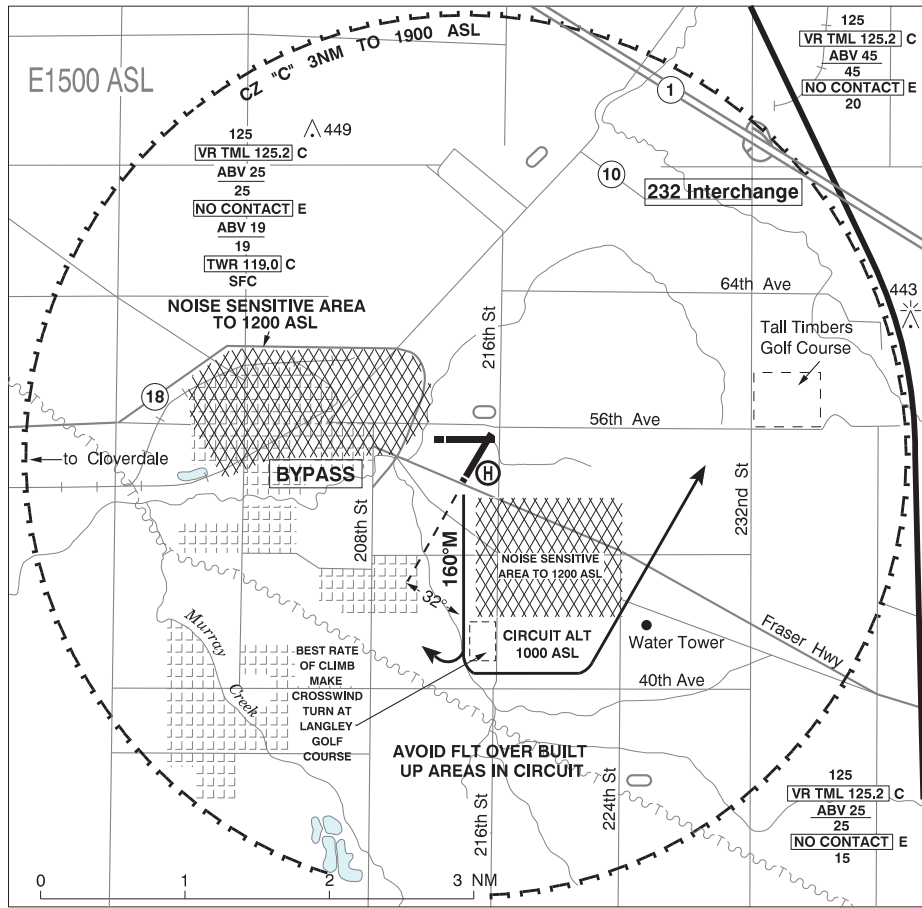 E1500 ASL
CZ "C" 3NM TO 1900 ASL
125
VR TML 125.2 C
ABV 45
45
NO CONTACT E
20
1
449
125
VR TML 125.2 C
ABV 25
25
NO CONTACT E
ABV 19
19
TWR 119.0 C
SFC
10
232 Interchange
64th Ave
443
NOISE SENSITIVE AREA
TO 1200 ASL
216th St
Tall Timbers
Golf Course
18
56th Ave
to Cloverdale
BYPASS
H
208th St
232nd St
160°M
NOISE SENSITIVE
AREA TO 1200 ASL
32°
CIRCUIT ALT
1000 ASL
Water Tower
Fraser Hwy
Murray
Creek
BEST RATE
OF CLIMB
MAKE
CROSSWIND
TURN AT
LANGLEY
GOLF
COURSE
40th Ave
AVOID FLT OVER BUILT
UP AREAS IN CIRCUIT
216th St
224th St
125
VR TML 125.2 C
ABV 25
25
NO CONTACT E
15
0 1 2 3 NM